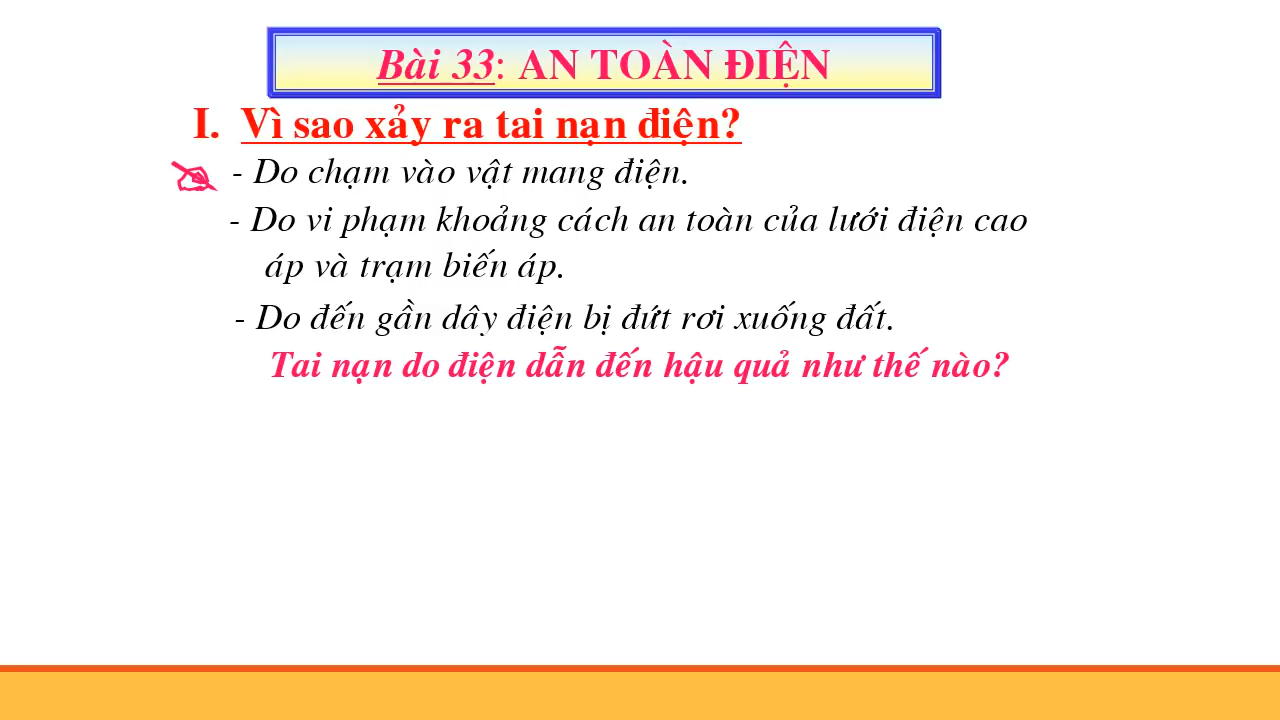 Bài 33: AN TOÀN ĐIỆN
I. Vì sao xảy ra tai nạn điện?
- Do chạm vào vật mang điện.
- Do vi phạm khoảng cách an toàn của lưới điện cao
áp và trạm biến áp.
- Do đến gần dây điện bị đứt rơi xuống đất.
Tai nạn do điện dẫn đến hậu quả như thế nào?